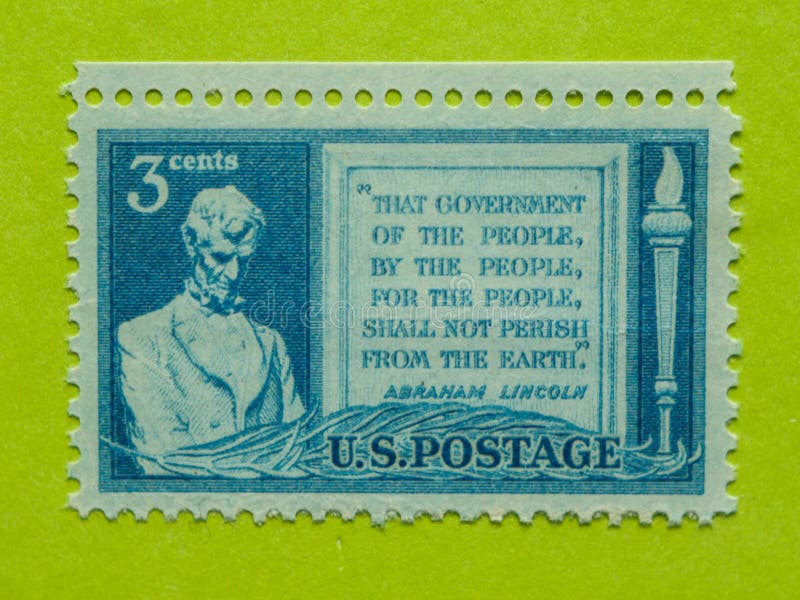 3 cents
"THAT GOVERNMENT
OF THE PEOPLE,
BY THE PEOPLE,
FOR THE PEOPLE,
SHALL NOT PERISH
FROM THE EARTH."
ABRAHAM LINCOLN
U.S.POSTAGE
dreamstime